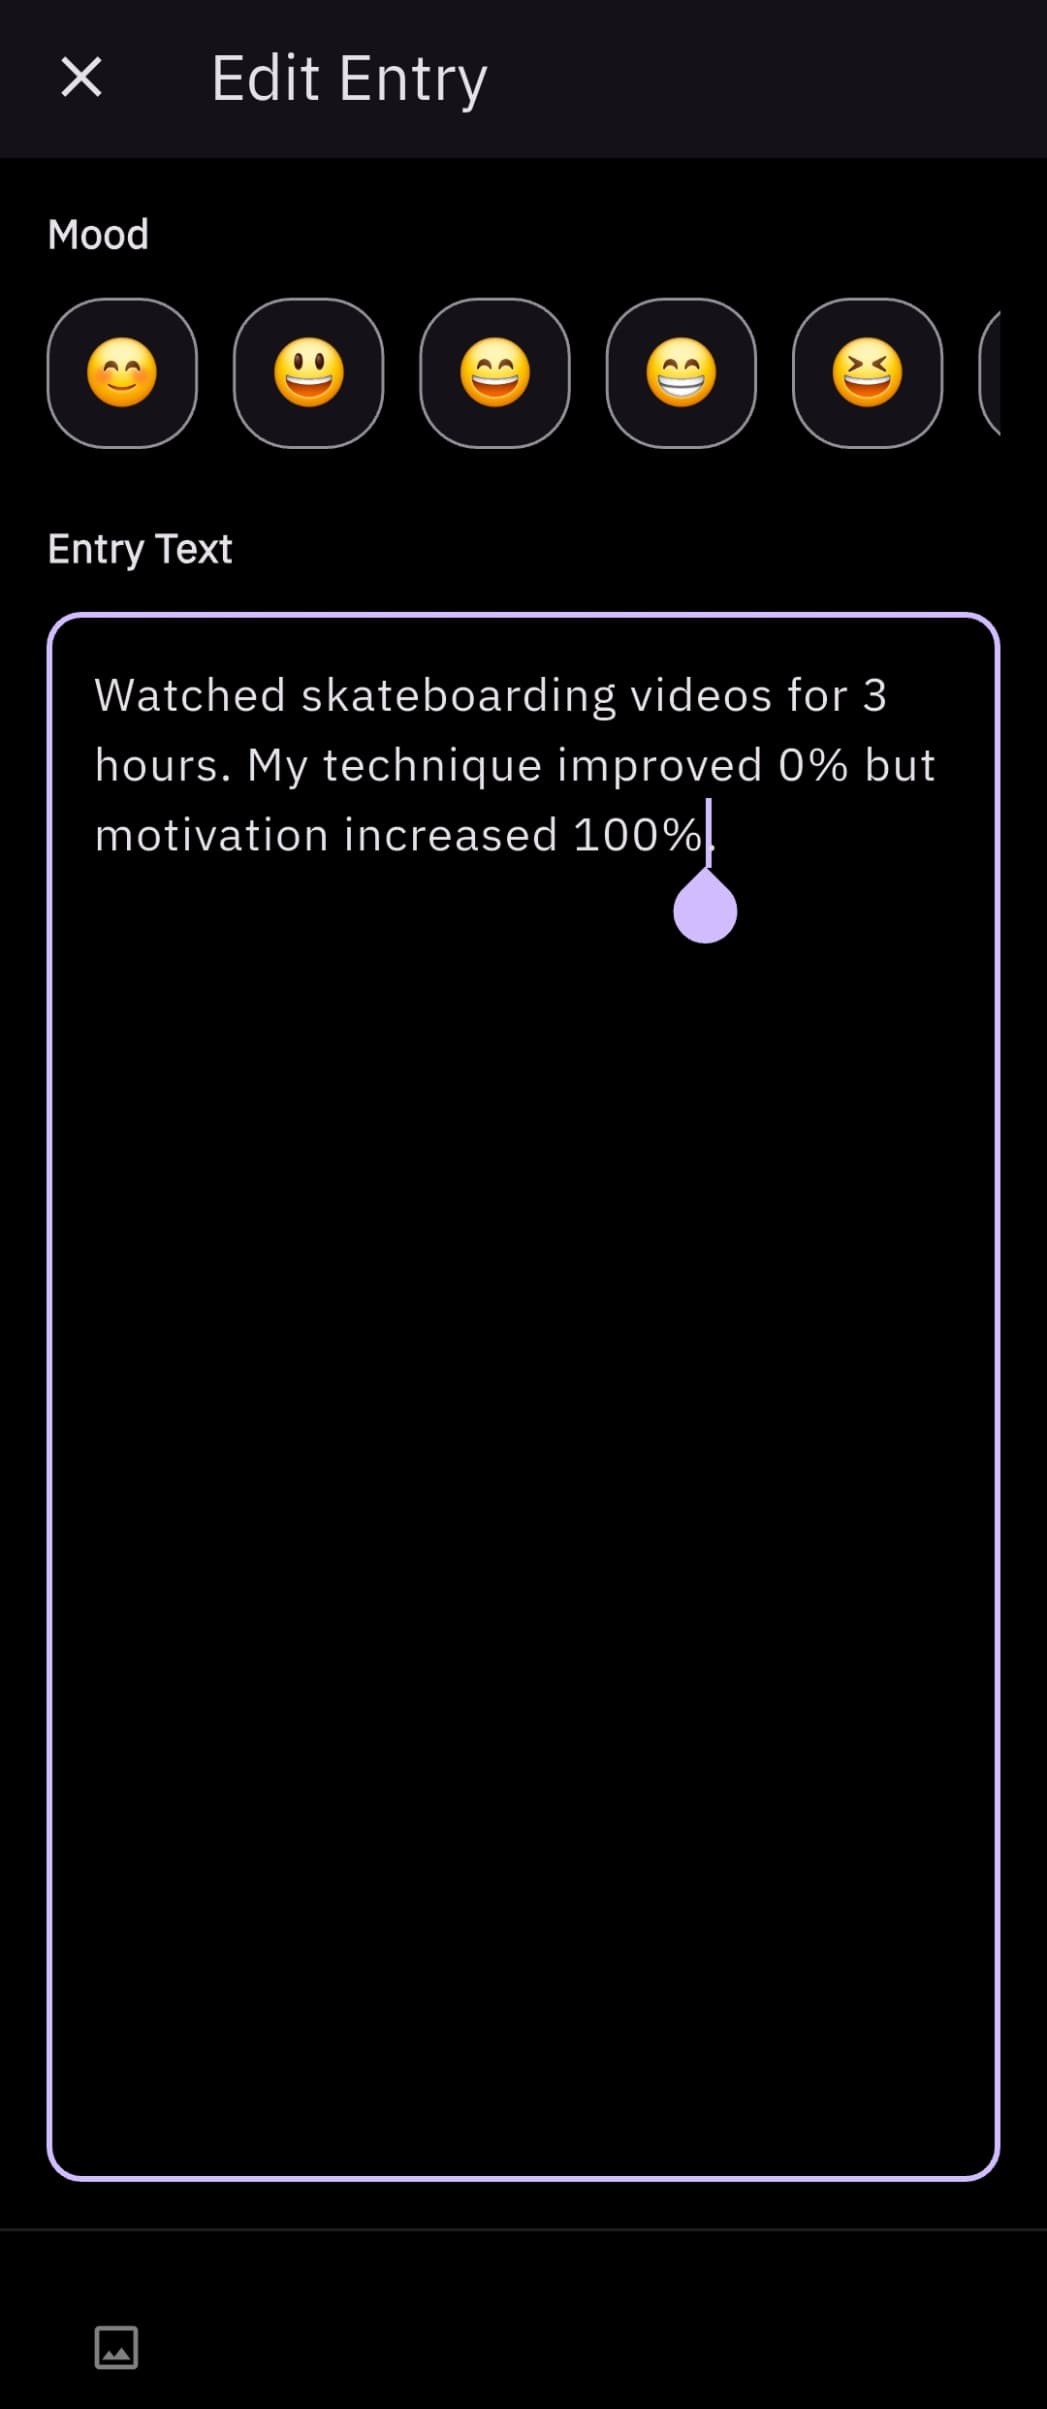 Edit Entry
Mood
Entry Text
Watched skateboarding videos for 3
hours. My technique improved 0% but
motivation increased 100%.